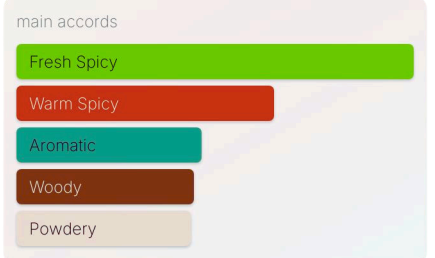 main accords
Fresh Spicy
Warm Spicy
Aromatic
Woody
Powdery